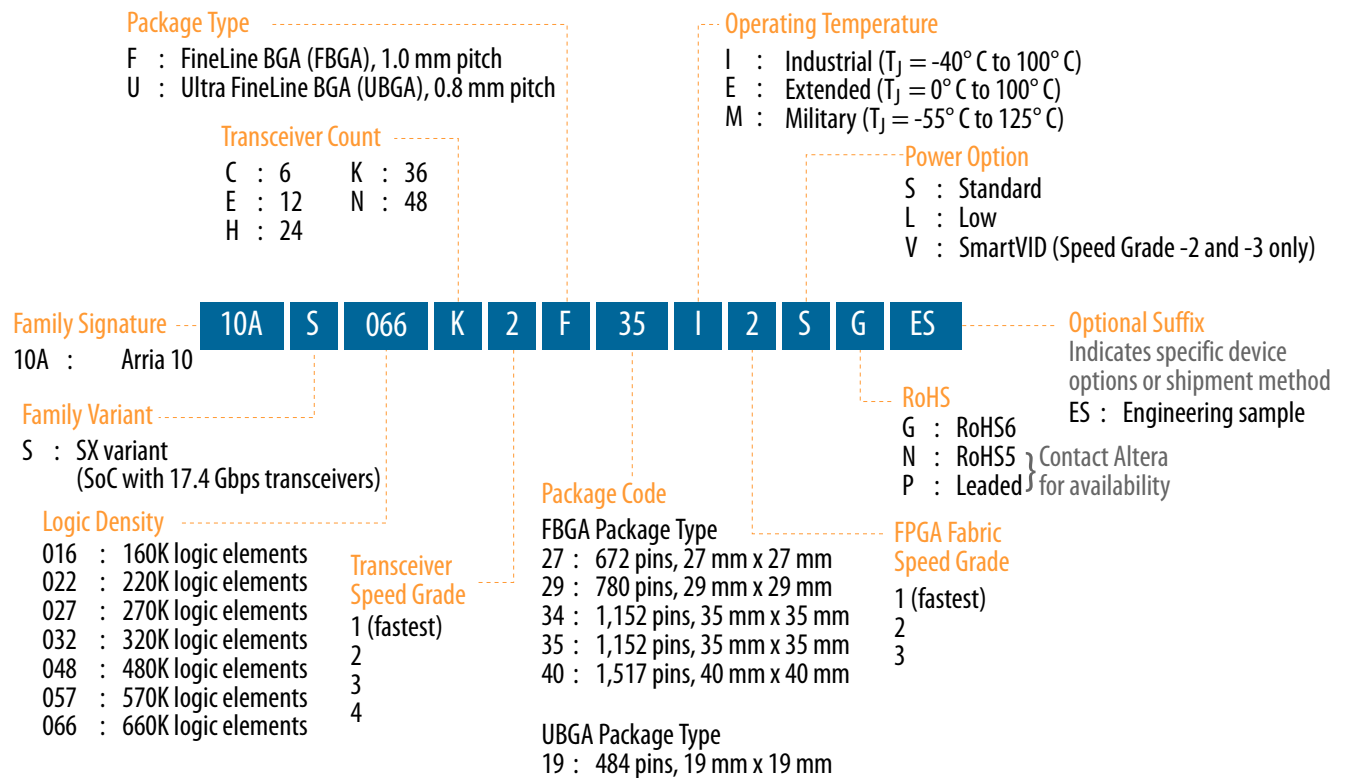 Package Type
F : FineLine BGA (FBGA), 1.0 mm pitch
U : Ultra FineLine BGA (UBGA), 0.8 mm pitch
Operating Temperature
I : Industrial (TJ = -40° C to 100° C)
E : Extended (TJ = 0° C to 100° C)
M : Military (TJ = -55° C to 125° C)
Transceiver Count
C : 6 K : 36
E : 12 N : 48
H : 24
Power Option
S : Standard
L : Low
V : SmartVID (Speed Grade -2 and -3 only)
Family Signature
10A : Arria 10
10A S 066 K 2 F 35 I 2 S G ES
Optional Suffix
Indicates specific device
options or shipment method
ES : Engineering sample
Family Variant
S : SX variant
(SoC with 17.4 Gbps transceivers)
RoHS
G : RoHS6
N : RoHS5
P : Leaded
} Contact Altera
for availability
Logic Density
016 : 160K logic elements
022 : 220K logic elements
027 : 270K logic elements
032 : 320K logic elements
048 : 480K logic elements
057 : 570K logic elements
066 : 660K logic elements
Transceiver
Speed Grade
1 (fastest)
2
3
4
Package Code
FBGA Package Type
27 : 672 pins, 27 mm x 27 mm
29 : 780 pins, 29 mm x 29 mm
34 : 1,152 pins, 35 mm x 35 mm
35 : 1,152 pins, 35 mm x 35 mm
40 : 1,517 pins, 40 mm x 40 mm
UBGA Package Type
19 : 484 pins, 19 mm x 19 mm
FPGA Fabric
Speed Grade
1 (fastest)
2
3